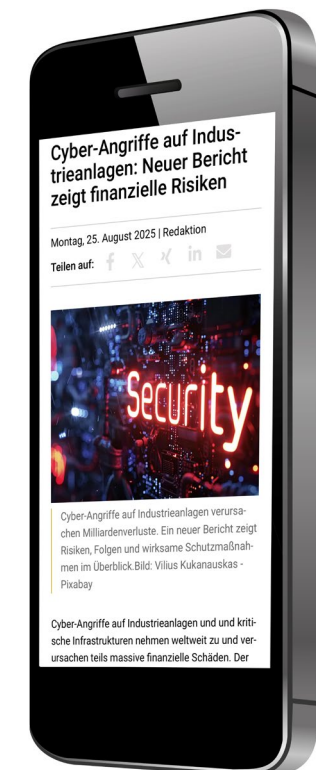 Cyber-Angriffe auf Indus-
trieanlagen: Neuer Bericht
zeigt finanzielle Risiken
Montag, 25. August 2025 | Redaktion
Teilen auf:
Security
Cyber-Angriffe auf Industrieanlagen verursa-
chen Milliardenverluste. Ein neuer Bericht zeigt
Risiken, Folgen und wirksame Schutzmaßnah-
men im Überblick.Bild: Vilius Kukanauskas -
Pixabay
Cyber-Angriffe auf Industrieanlagen und und kriti-
sche Infrastrukturen nehmen weltweit zu und ver-
ursachen teils massive finanzielle Schäden. Der